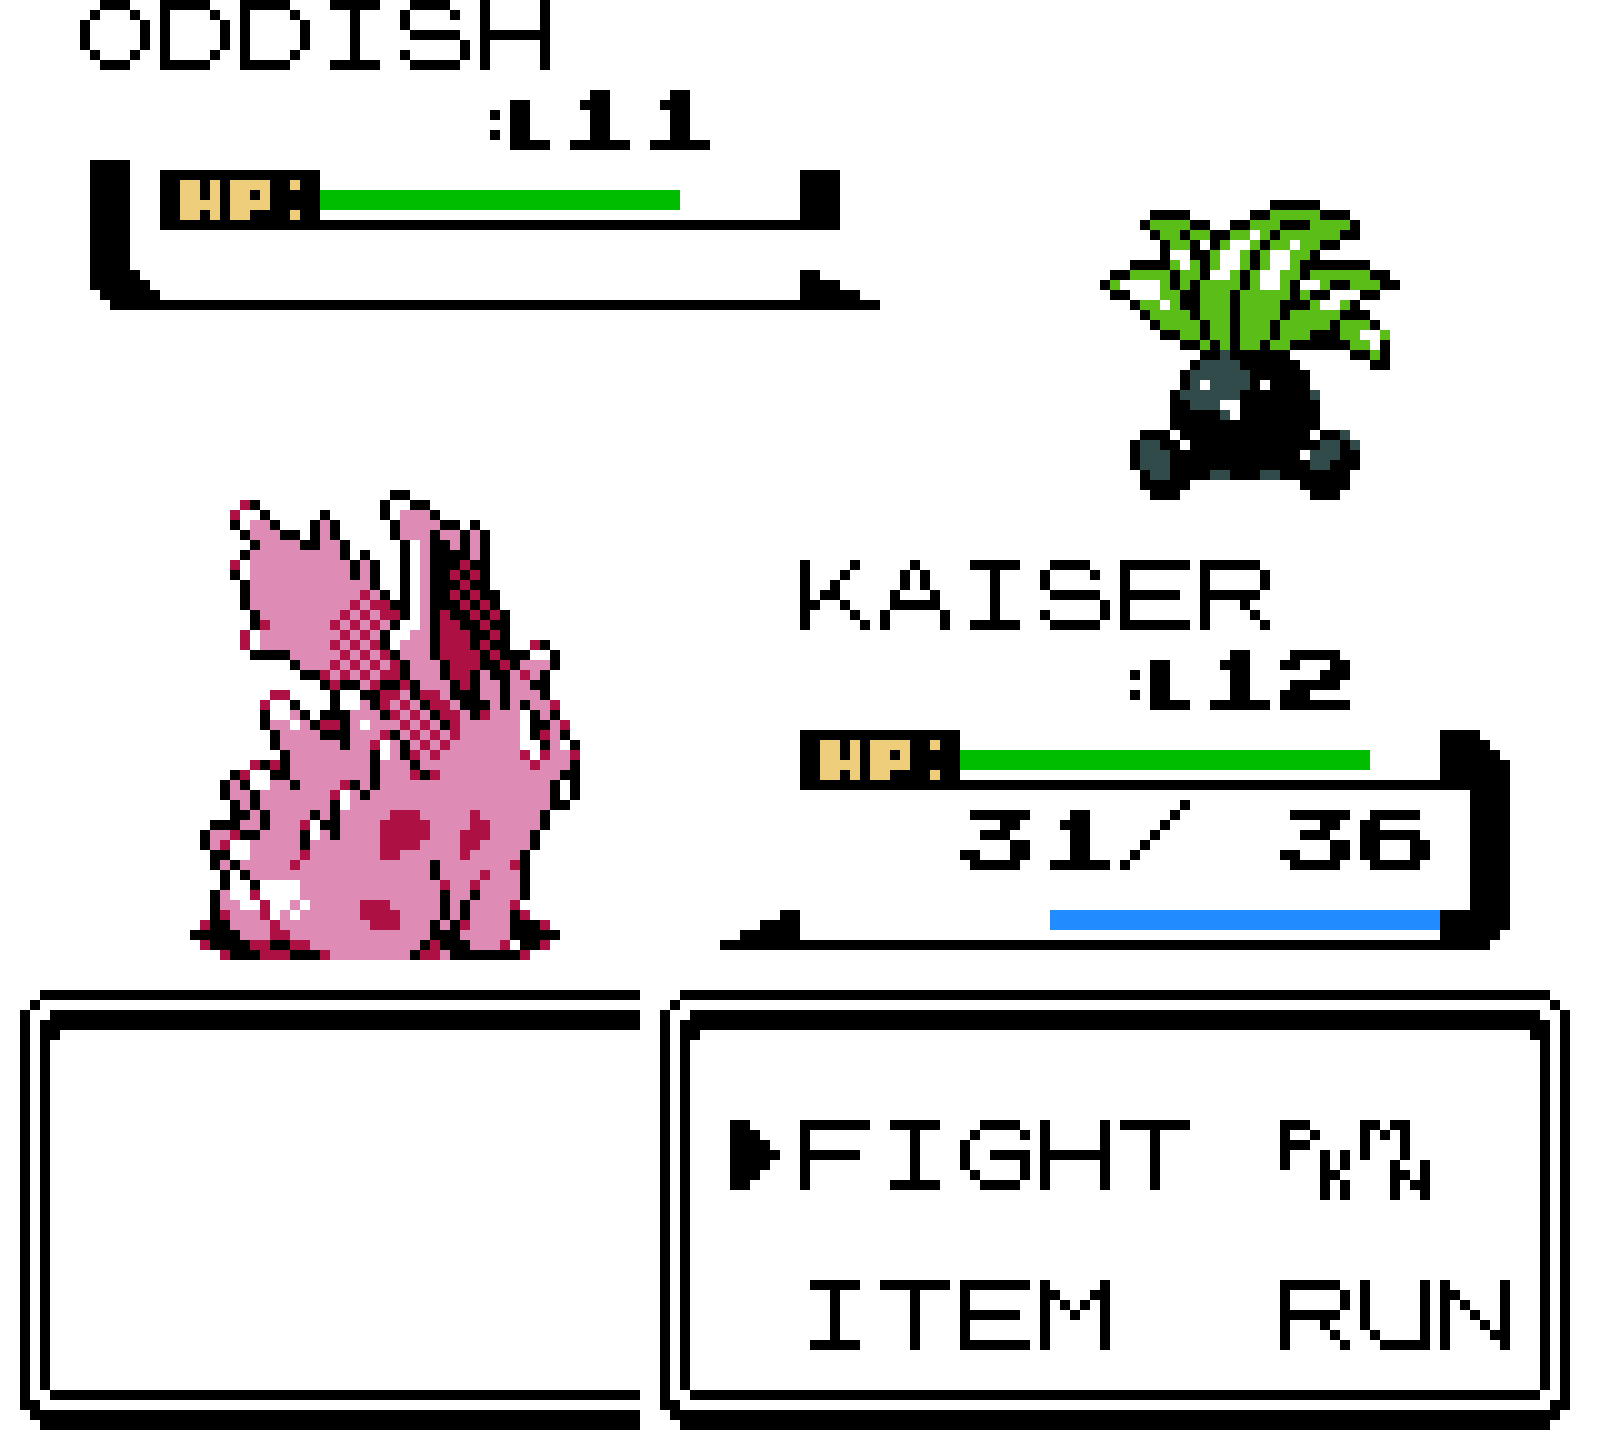 ODDISH
:L11
HP:
KAISER
:L12
HP:
31/ 36
▶FIGHT PKMN
ITEM RUN